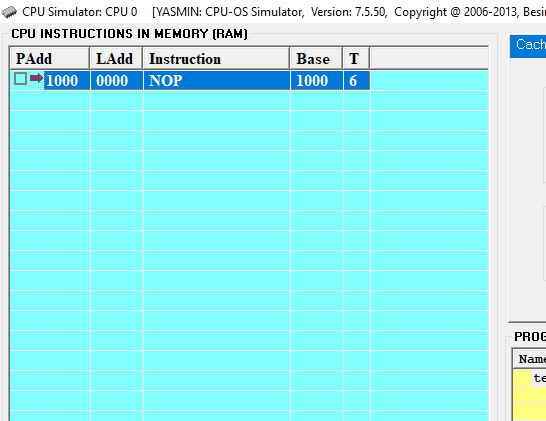 CPU Simulator: CPU 0 [YASMIN: CPU-OS Simulator, Version: 7.5.50, Copyright @ 2006-2013, Besi
CPU INSTRUCTIONS IN MEMORY (RAM)
PAdd LAdd Instruction Base T
1000 0000 NOP 1000 6
Cach
PROG
Name
te